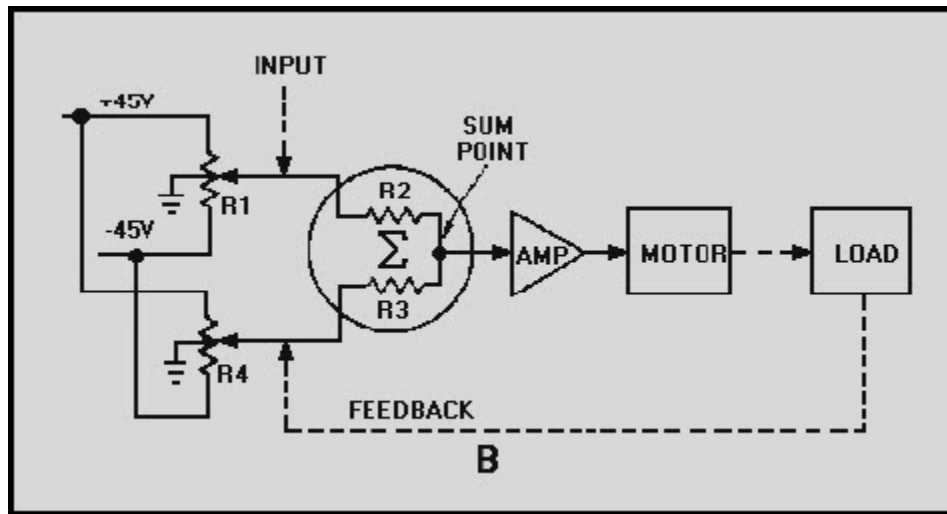 INPUT
+45V
SUM
POINT
R2
R1
-45V
Σ
AMP
MOTOR
LOAD
R3
R4
FEEDBACK
B